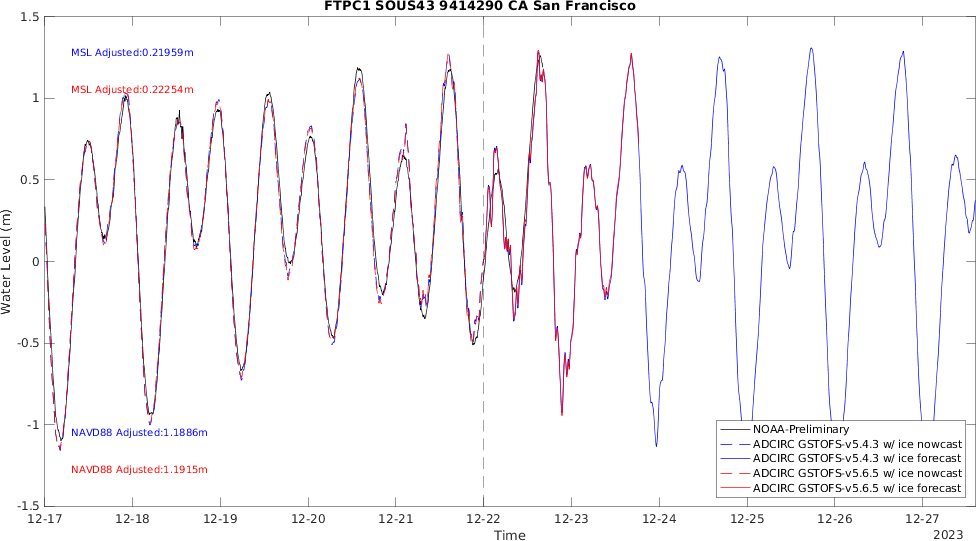 FTPC1 SOUS43 9414290 CA San Francisco
1.5
MSL Adjusted:0.21959m
1
MSL Adjusted:0.22254m
0.5
Water Level (m)
0
-0.5
-1
NAVD88 Adjusted:1.1886m
NAVD88 Adjusted:1.1915m
-1.5
NOAA-Preliminary
ADCIRC GSTOFS-v5.4.3 w/ ice nowcast
ADCIRC GSTOFS-v5.4.3 w/ ice forecast
ADCIRC GSTOFS-v5.6.5 w/ ice nowcast
ADCIRC GSTOFS-v5.6.5 w/ ice forecast
12-17 12-18 12-19 12-20 12-21 12-22 12-23 12-24 12-25 12-26 12-27
Time
2023